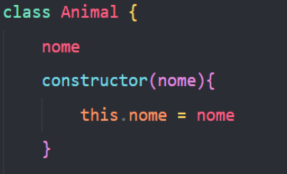 class Animal {
nome
constructor(nome){
this.nome = nome
}